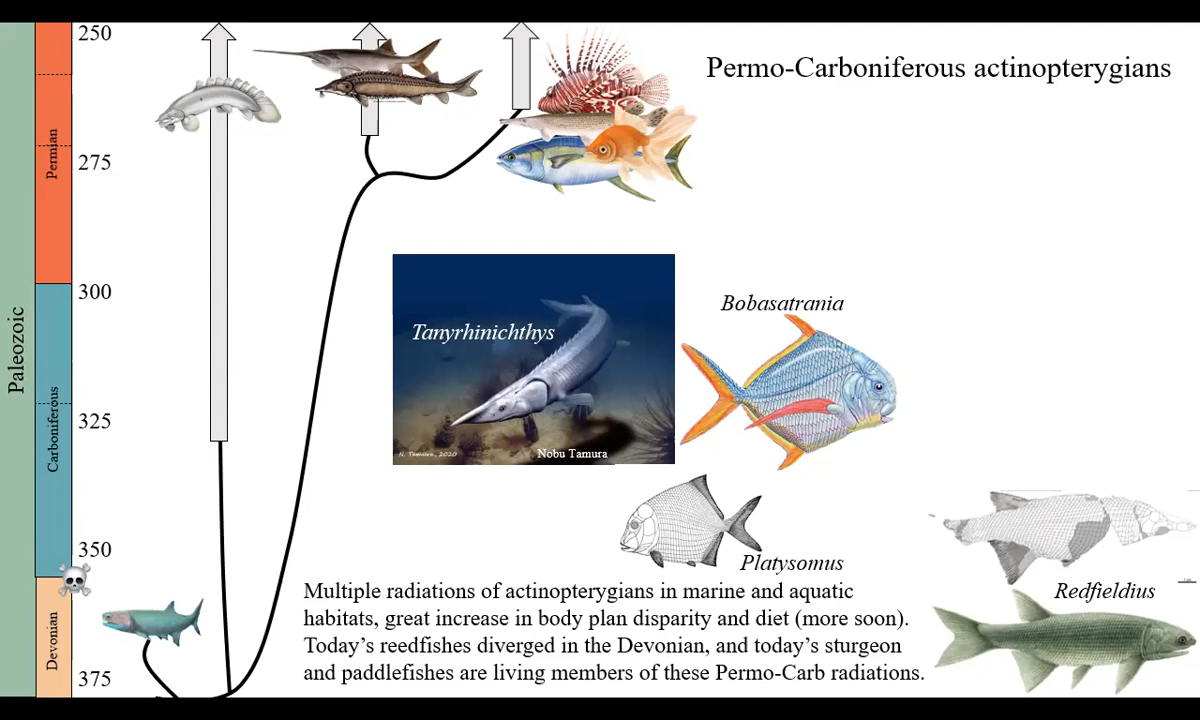 250
Permo-Carboniferous actinopterygians
Permian
275
300
Bobasatrania
Tanyrhinichthys
Paleozoic
Carboniferous
325
N. Tamura, 2020
Nobu Tamura
350
Platysomus
Redfieldius
Multiple radiations of actinopterygians in marine and aquatic
habitats, great increase in body plan disparity and diet (more soon).
Today’s reedfishes diverged in the Devonian, and today’s sturgeon
and paddlefishes are living members of these Permo-Carb radiations.
Devonian
375